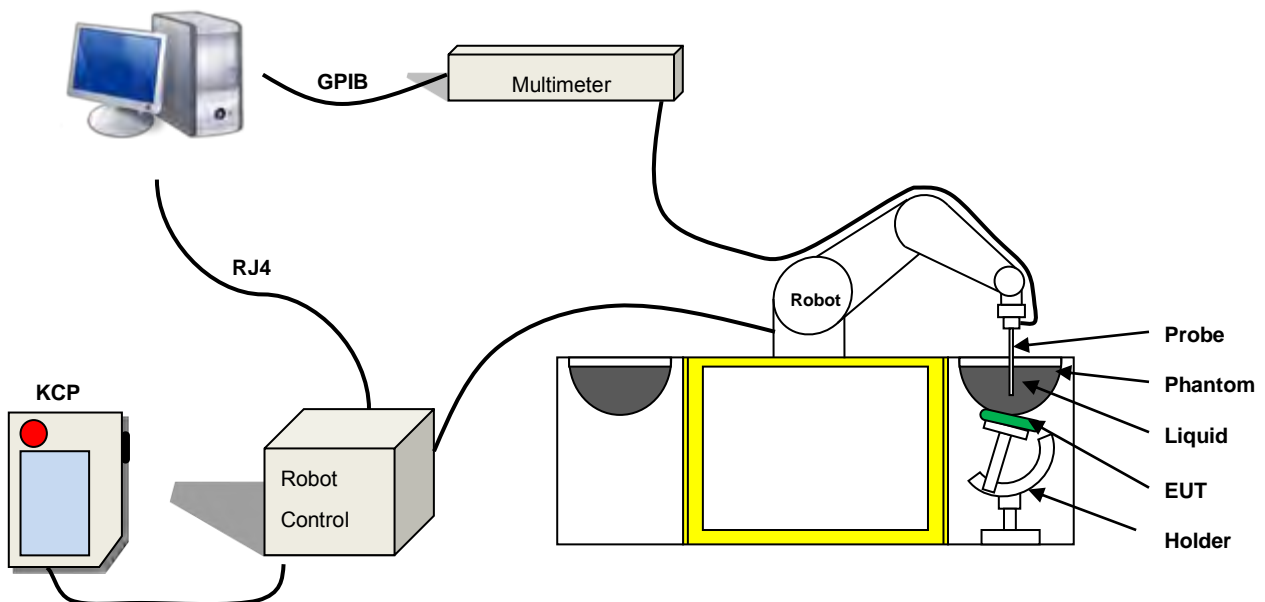 GPIB
Multimeter
RJ4
Robot
Probe
Phantom
KCP
Liquid
Robot
Control
EUT
Holder